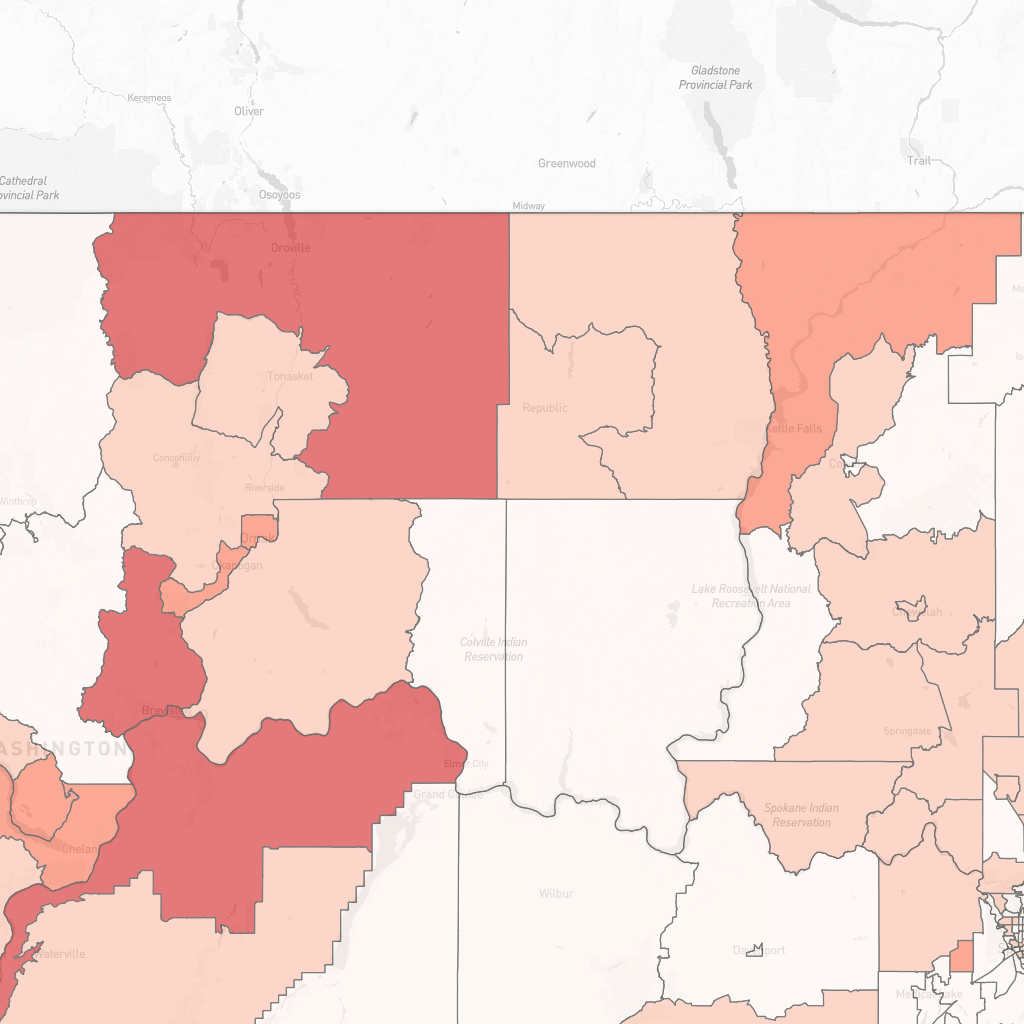 Gladstone
Provincial Park
Keremeos
Oliver
Greenwood
Trail
Cathedral
ovincial Park
Osoyoos
Midway
Oroville
Tonasket
Republic
Kettle Falls
Conconully
Riverside
Winthrop
Omak
Okanogan
Lake Roosevelt National
Recreation Area
Chewelah
Colville Indian
Reservation
Brewster
Springdale
ASHINGTON
Elmer City
Grand Coulee
Spokane Indian
Reservation
Chelan
Wilbur
Waterville
Davenport
Medical Lake